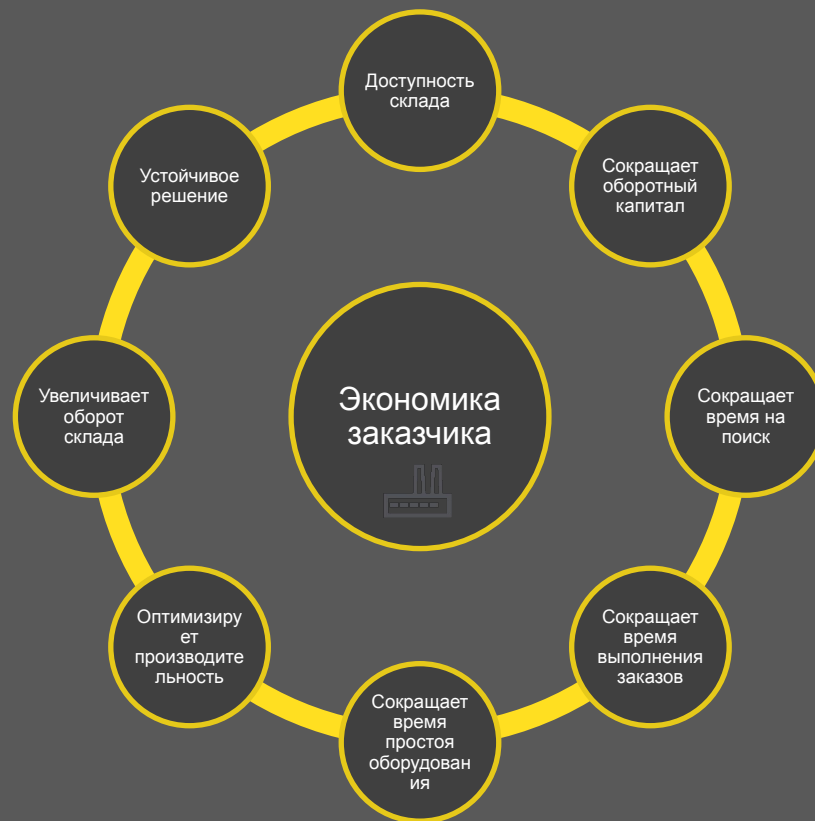 Доступность
склада
Сокращает
оборотный
капитал
Сокращает
время на
поиск
Сокращает
время
выполнения
заказов
Сокращает
время
простоя
оборудован
ия
Оптимизиру
ет
производите
льность
Увеличивает
оборот
склада
Устойчивое
решение
Экономика
заказчика